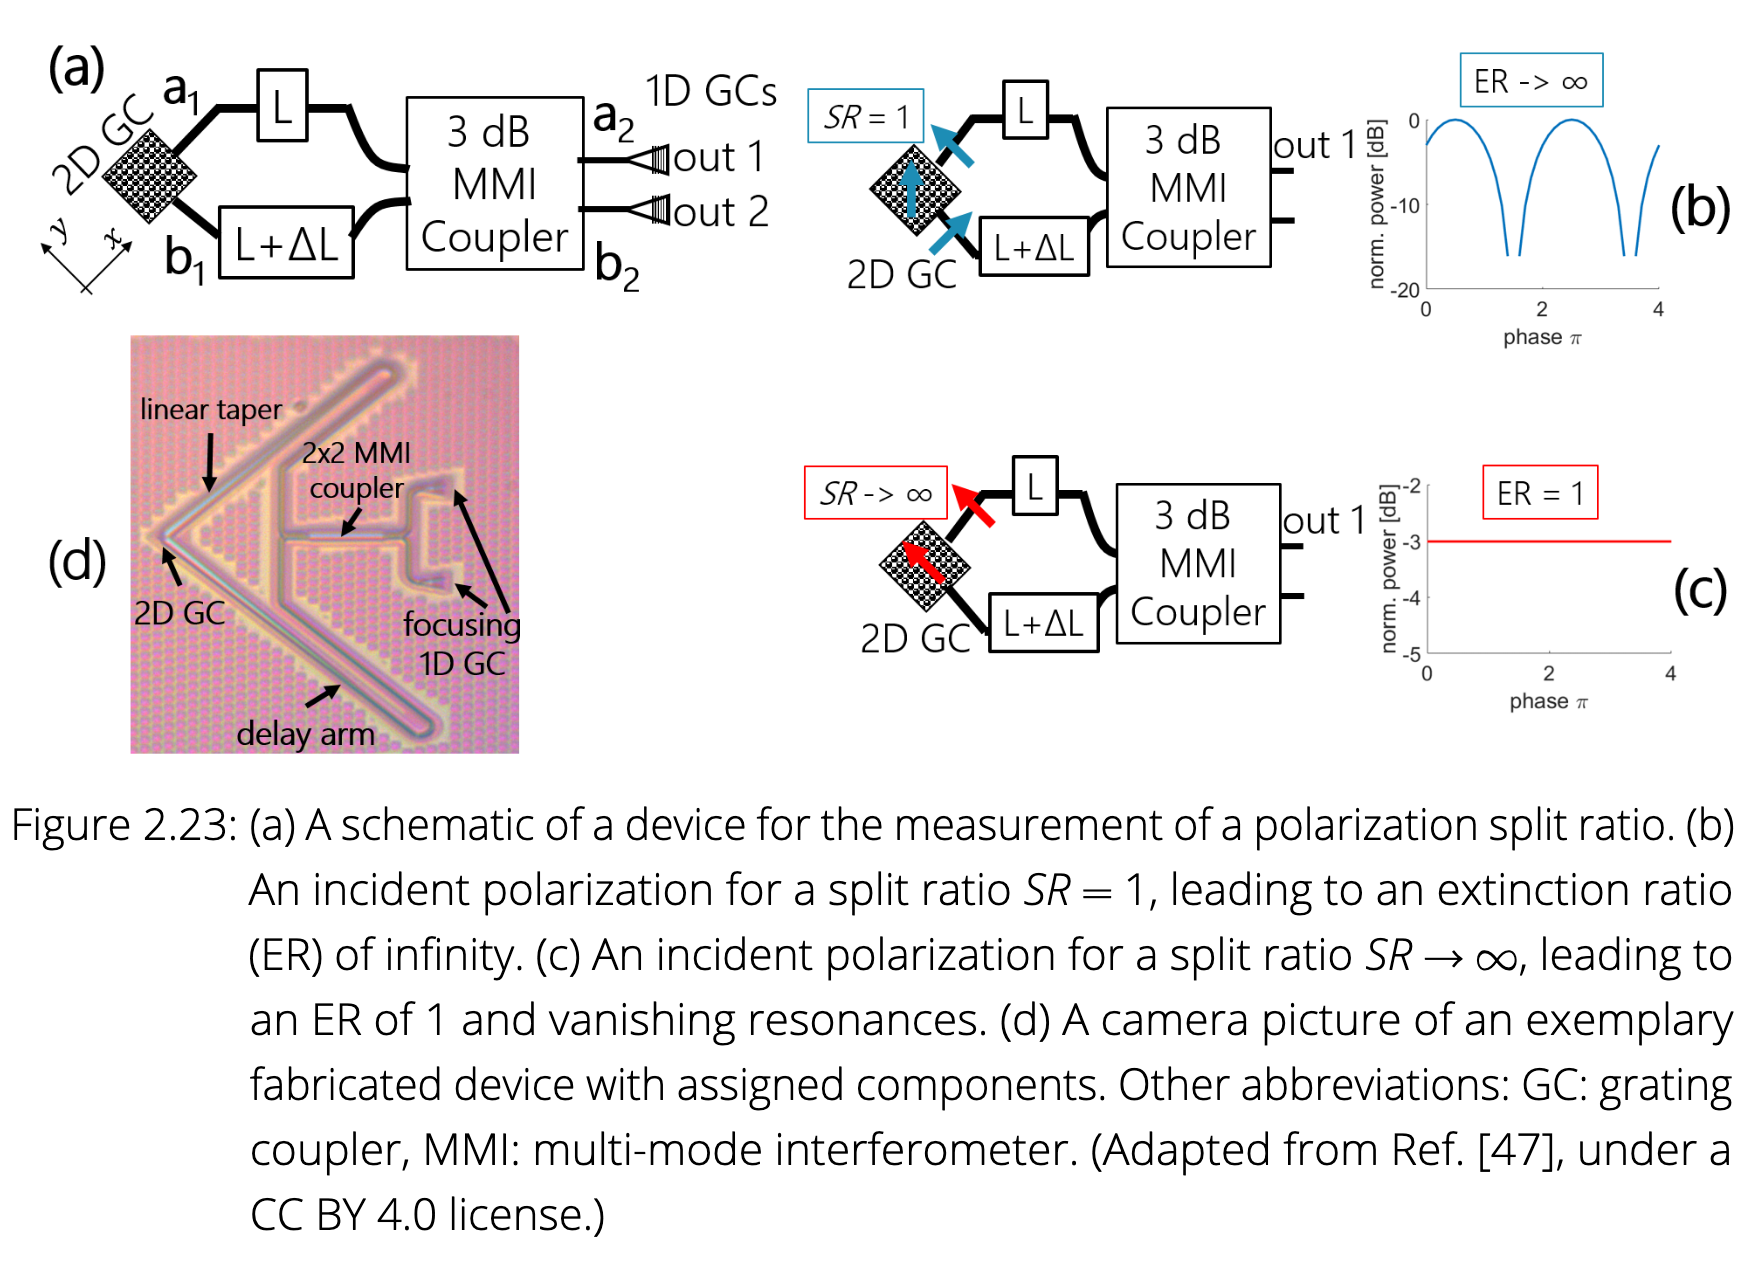 (a)
a1
L
2D GC
y
x
b1
L+ΔL
3 dB
MMI
Coupler
a2
1D GCs
out 1
out 2
b2
SR = 1
L
2D GC
L+ΔL
3 dB
MMI
Coupler
out 1
ER -> ∞
norm. power [dB]
0
-10
-20
0
2
4
phase π
(b)
linear taper
2x2 MMI
coupler
2D GC
focusing
1D GC
delay arm
(d)
SR -> ∞
L
2D GC
L+ΔL
3 dB
MMI
Coupler
out 1
ER = 1
norm. power [dB]
-2
-3
-4
-5
0
2
4
phase π
(c)
Figure 2.23: (a) A schematic of a device for the measurement of a polarization split ratio. (b)
An incident polarization for a split ratio SR = 1, leading to an extinction ratio
(ER) of infinity. (c) An incident polarization for a split ratio SR → ∞, leading to
an ER of 1 and vanishing resonances. (d) A camera picture of an exemplary
fabricated device with assigned components. Other abbreviations: GC: grating
coupler, MMI: multi-mode interferometer. (Adapted from Ref. [47], under a
CC BY 4.0 license.)